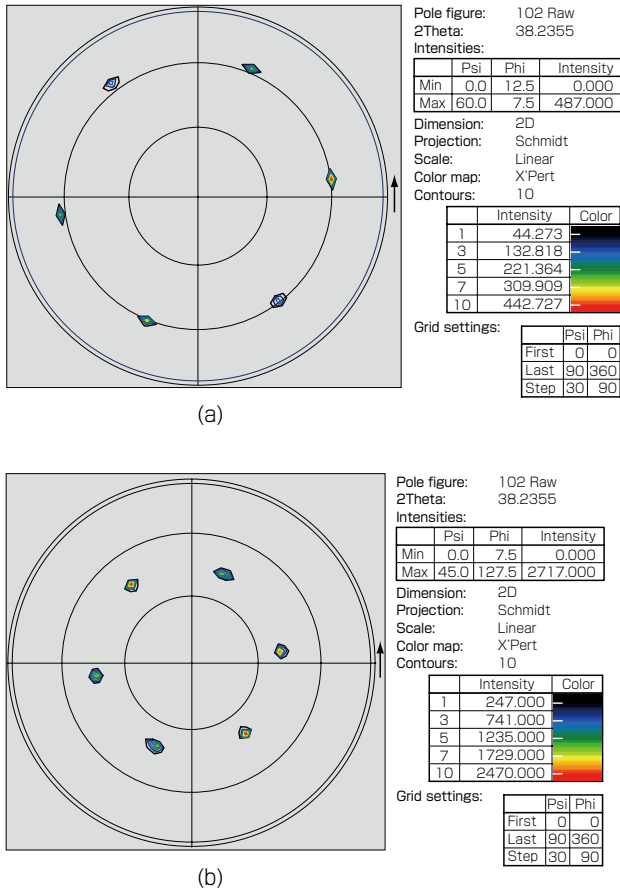 Pole figure: 102 Raw
2Theta: 38.2355
Intensities:
Psi Phi Intensity
Min 0.0 12.5 0.000
Max 60.0 7.5 487.000
Dimension: 2D
Projection: Schmidt
Scale: Linear
Color map: X'Pert
Contours: 10
Intensity Color
1 44.273
3 132.818
5 221.364
7 309.909
10 442.727
Grid settings:
Psi Phi
First 0 0
Last 90 360
Step 30 90
(a)
Pole figure: 102 Raw
2Theta: 38.2355
Intensities:
Psi Phi Intensity
Min 0.0 7.5 0.000
Max 45.0 127.5 2717.000
Dimension: 2D
Projection: Schmidt
Scale: Linear
Color map: X'Pert
Contours: 10
Intensity Color
1 247.000
3 741.000
5 1235.000
7 1729.000
10 2470.000
Grid settings:
Psi Phi
First 0 0
Last 90 360
Step 30 90
(b)